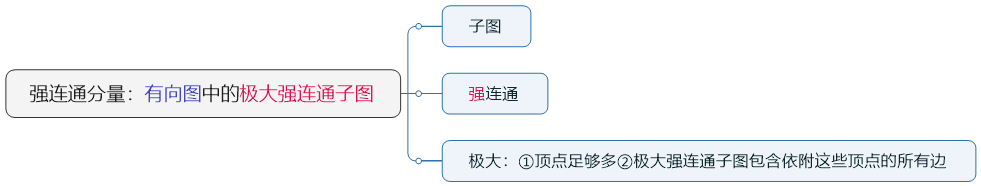 子图
强连通分量：有向图中的极大强连通子图
强连通
极大：①顶点足够多②极大强连通子图包含依附这些顶点的所有边